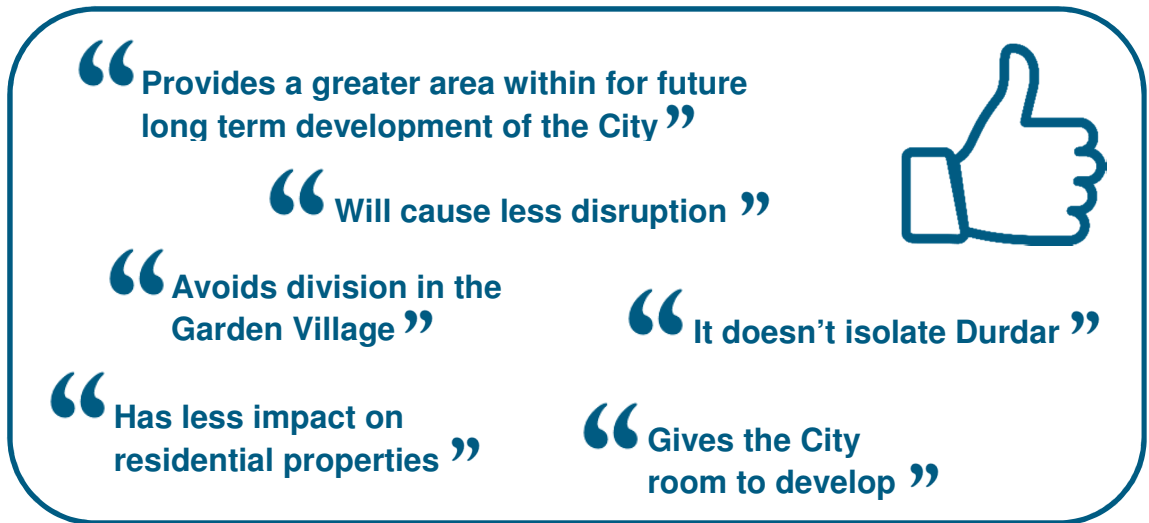 “Provides a greater area within for future
long term development of the City”
“Will cause less disruption”
“Avoids division in the
Garden Village”
“It doesn’t isolate Durdar”
“Has less impact on
residential properties”
“Gives the City
room to develop”